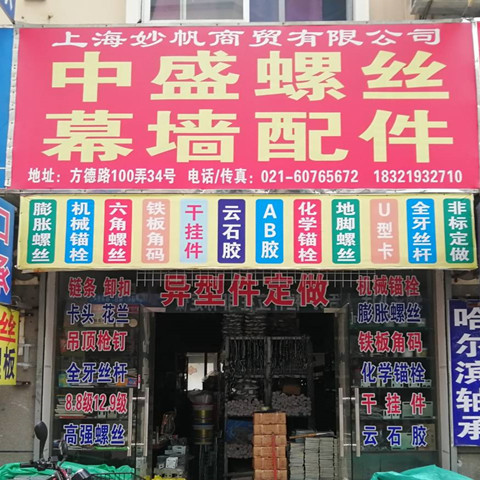 上海妙帆商贸有限公司
中盛螺丝
幕墙配件
地址：方德路100弄34号 电话/传真：021-60765672 18321932710
膨胀螺丝
机械锚栓
六角螺丝
铁板角码
干挂件
云石胶
AB胶
化学锚栓
地脚螺丝
U型卡
全牙丝杆
非标定做
异型件定做
链条 卸扣
卡头 花兰
吊顶枪钉
全牙丝杆
8.8级12.9级
高强螺丝
机械锚栓
膨胀螺丝
铁板角码
化学锚栓
干挂件
云石胶
哈尔滨轴承